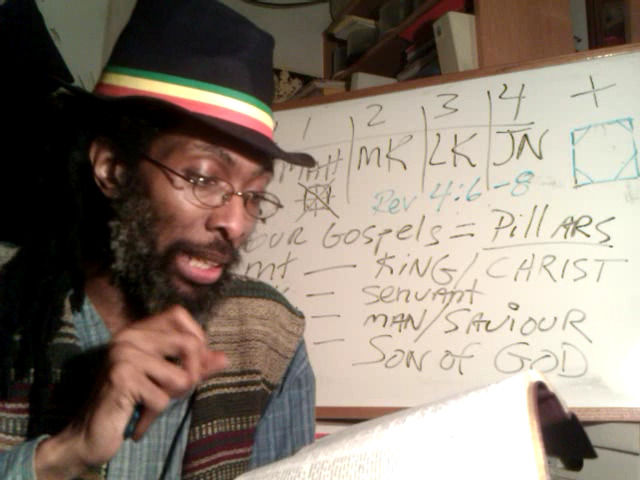 1 2 3 4 +
MK LK JN
Rev 4:6-8
OUR GOSPELS = PillARS
mt — KING/CHRIST
— servant
— MAN/SAVIOUR
— SON OF GOD